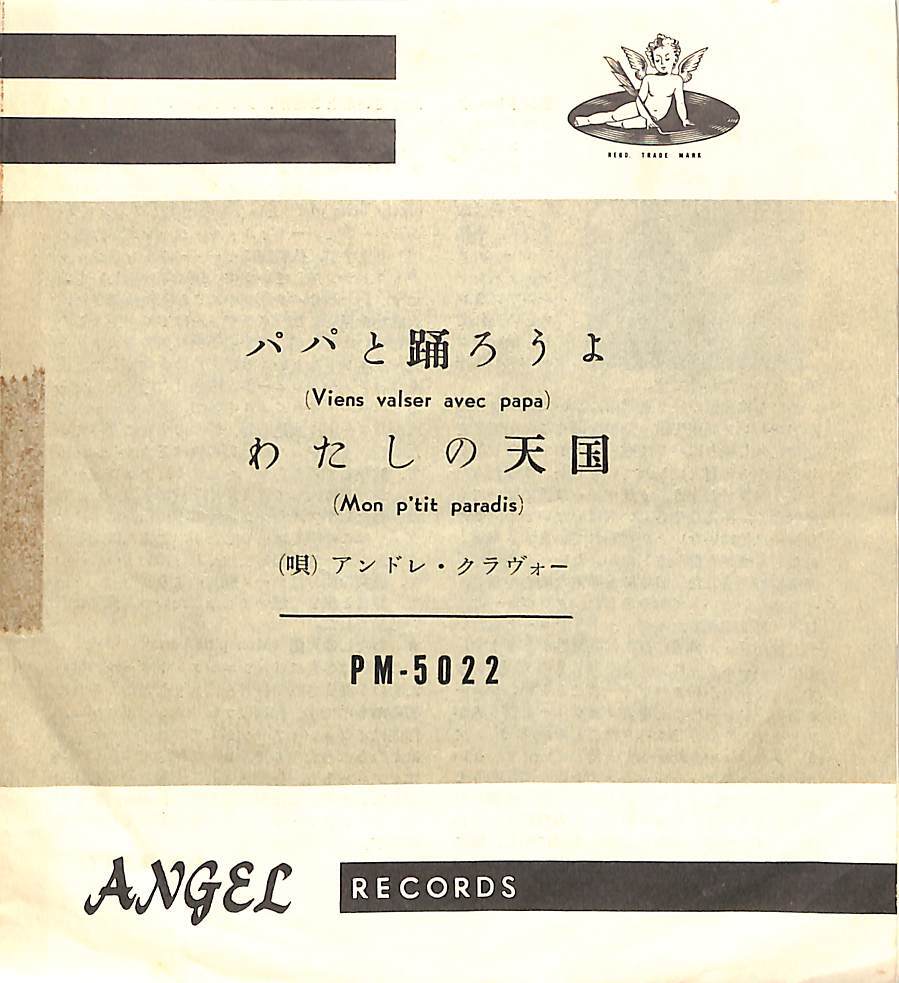 REGD. TRADE MARK
パパと踊ろうよ
(Viens valser avec papa)
わたしの天国
(Mon p'tit paradis)
(唄) アンドレ・クラヴォー
PM-5022
ANGEL RECORDS